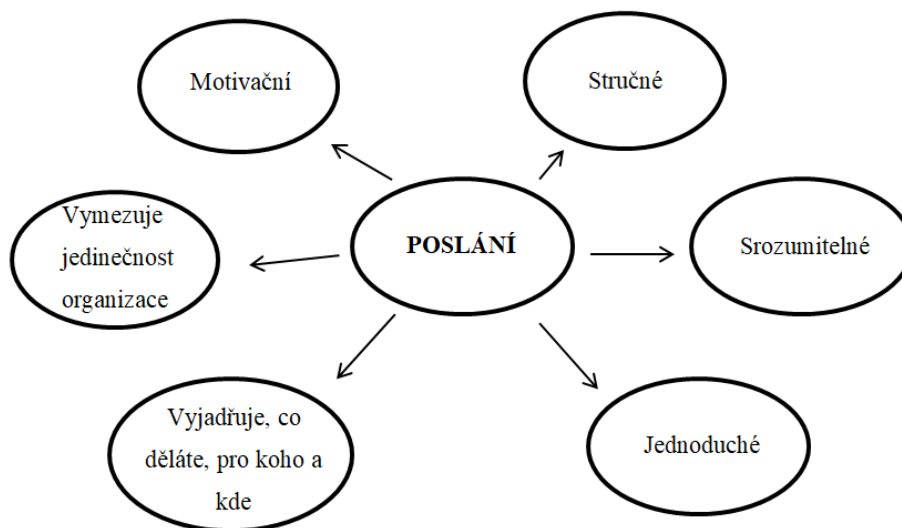 Motivační
Stručné
Vymezuje
jedinečnost
organizace
POSLÁNÍ
Srozumitelné
Vyjadřuje, co
děláte, pro koho a
kde
Jednoduché